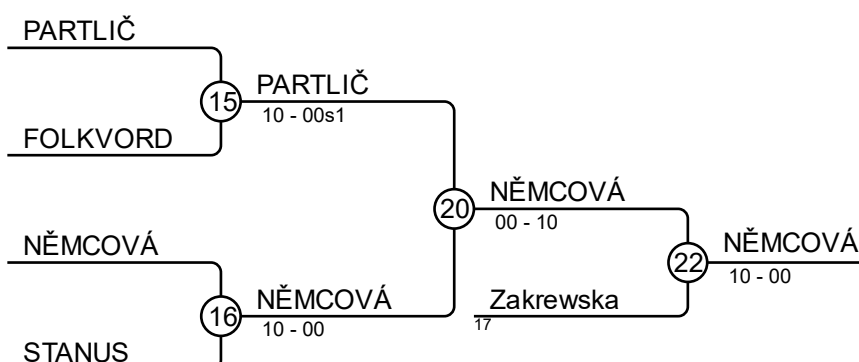 PARTLIČ
15
PARTLIČ
10 - 00s1
FOLKVORD
20
NĚMCOVÁ
00 - 10
NĚMCOVÁ
16
NĚMCOVÁ
10 - 00
STANUS
Zakrewska
17
22
NĚMCOVÁ
10 - 00